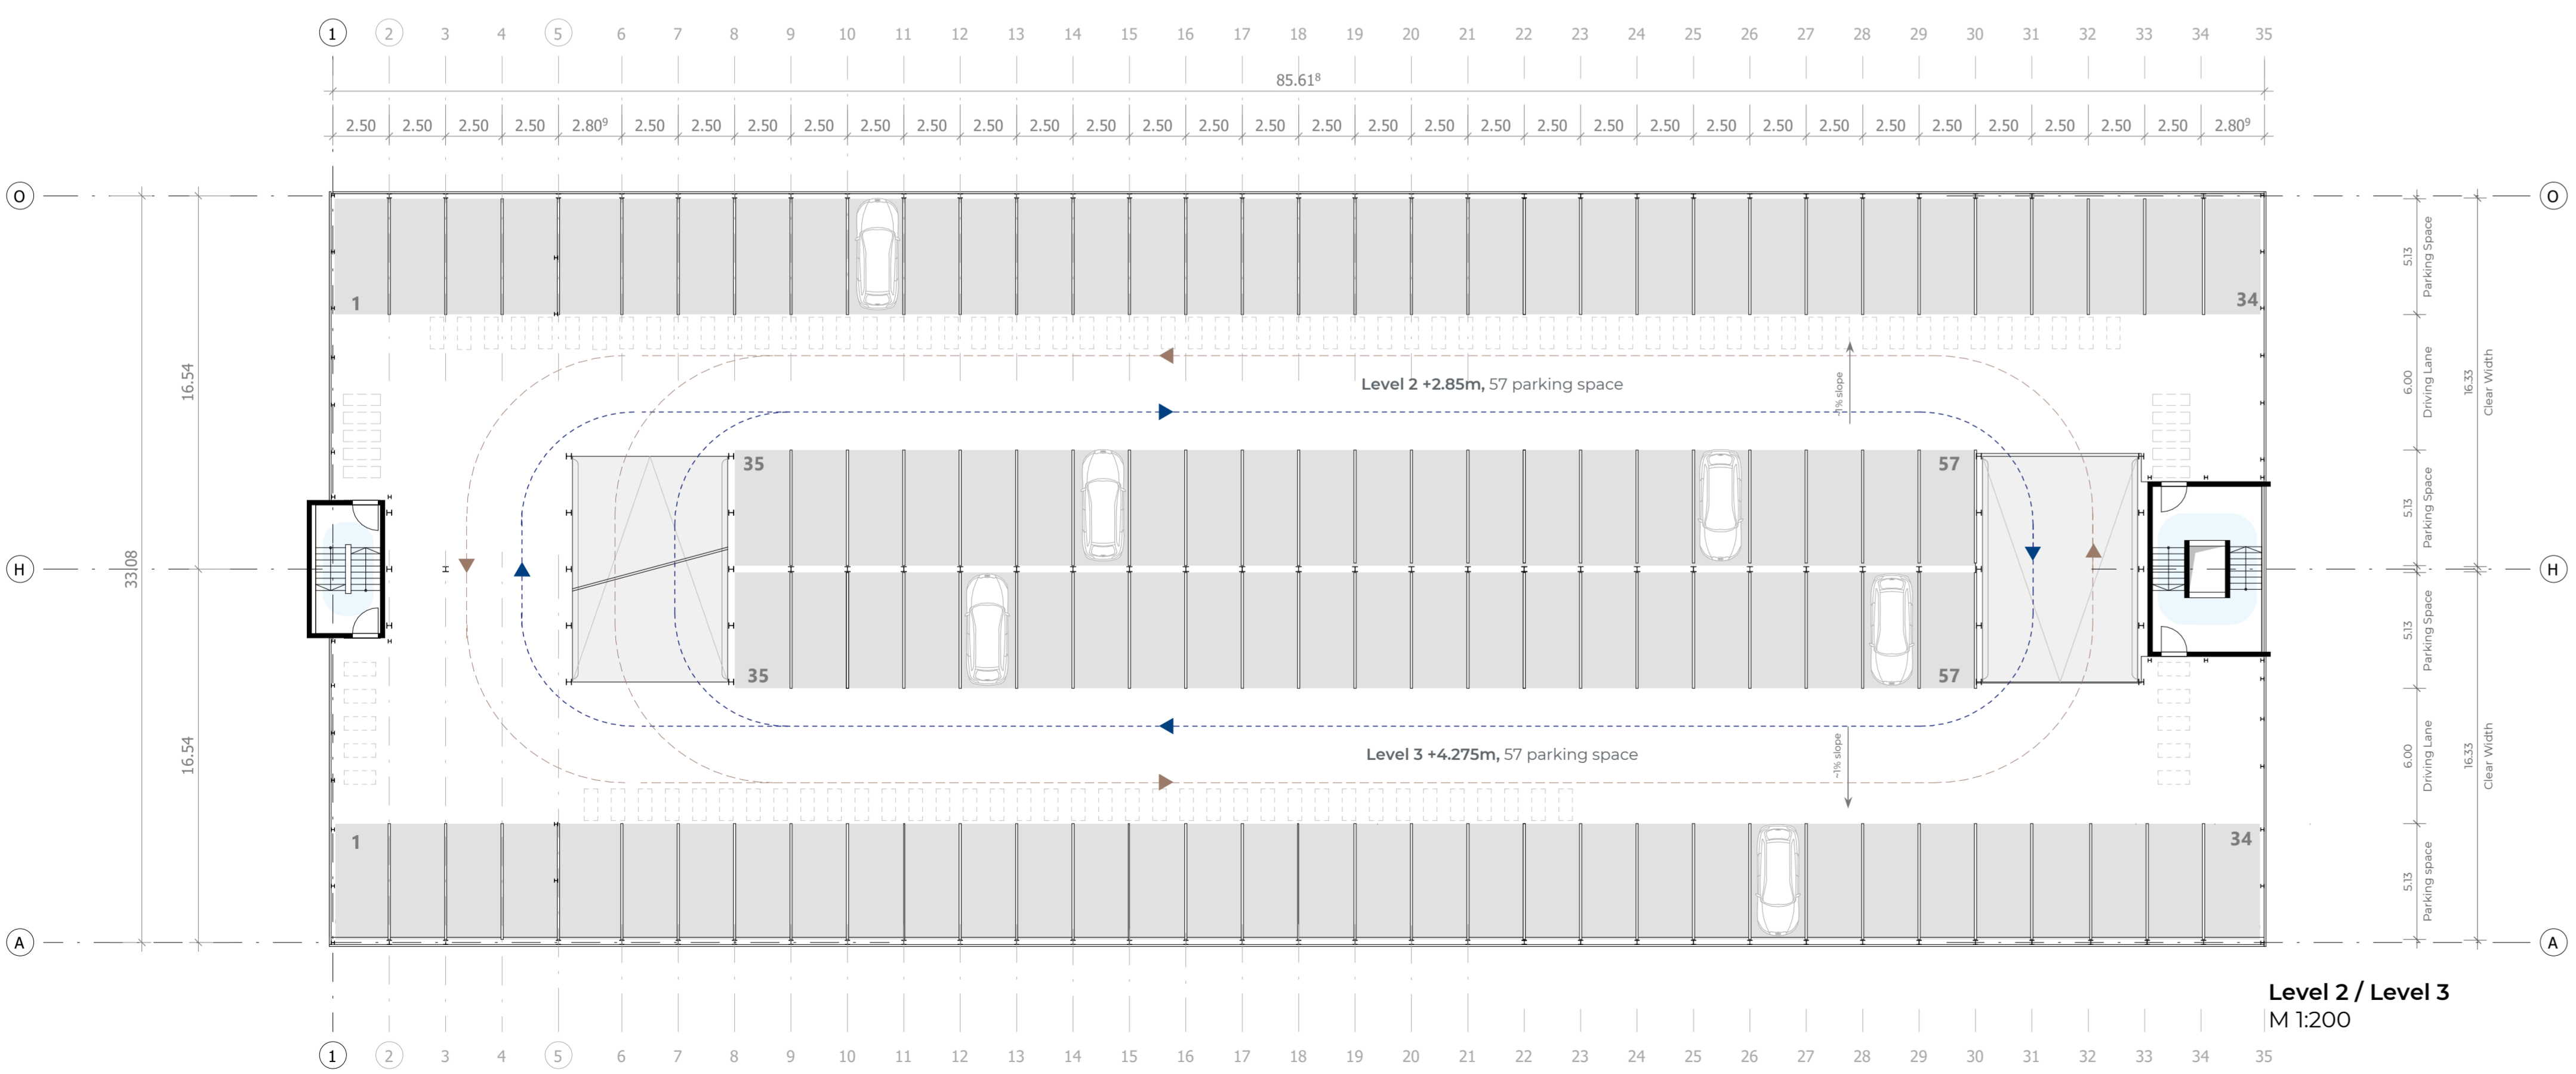 1 2 3 4 5 6 7 8 9 10 11 12 13 14 15 16 17 18 19 20 21 22 23 24 25 26 27 28 29 30 31 32 33 34 35
85.61⁸
2.50 2.50 2.50 2.50 2.80⁹ 2.50 2.50 2.50 2.50 2.50 2.50 2.50 2.50 2.50 2.50 2.50 2.50 2.50 2.50 2.50 2.50 2.50 2.50 2.50 2.50 2.50 2.50 2.50 2.50 2.50 2.50 2.50 2.50 2.80⁹
O O
5.13 Parking Space
1 34
16.54
Level 2 +2.85m, 57 parking space
~1% slope
6.00 Driving Lane
16.33 Clear Width
35 57
5.13 Parking Space
33.08
H H
5.13 Parking Space
35 57
16.54
Level 3 +4.275m, 57 parking space
~1% slope
6.00 Driving Lane
16.33 Clear Width
1 34
5.13 Parking space
A A
Level 2 / Level 3
M 1:200
1 2 3 4 5 6 7 8 9 10 11 12 13 14 15 16 17 18 19 20 21 22 23 24 25 26 27 28 29 30 31 32 33 34 35